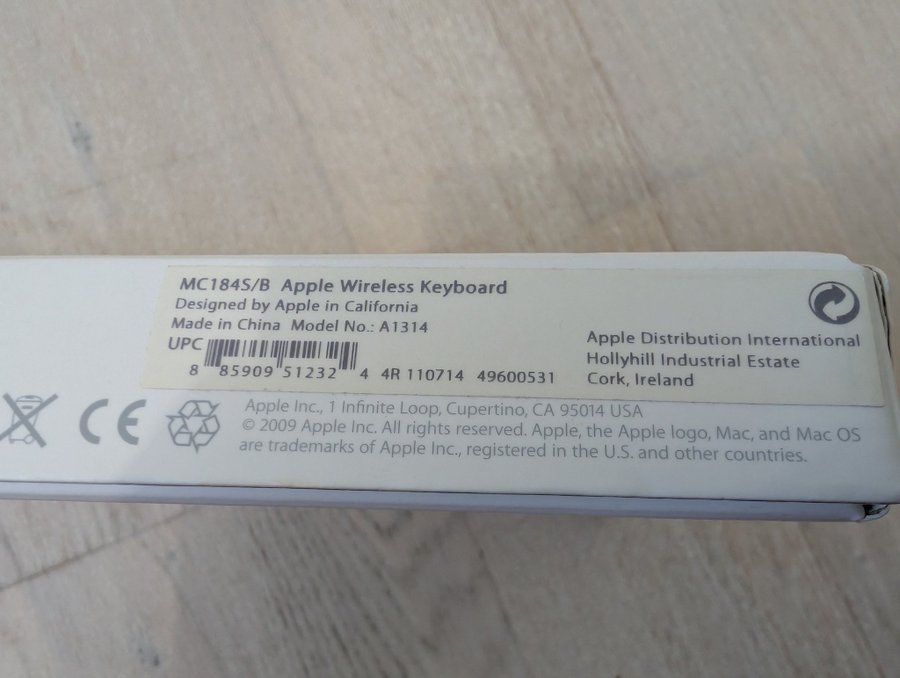 MC184S/B Apple Wireless Keyboard
Designed by Apple in California
Made in China Model No.: A1314
UPC
8 85909 51232 4 4R 110714 49600531
Apple Distribution International
Hollyhill Industrial Estate
Cork, Ireland
CE
Apple Inc., 1 Infinite Loop, Cupertino, CA 95014 USA
© 2009 Apple Inc. All rights reserved. Apple, the Apple logo, Mac, and Mac OS
are trademarks of Apple Inc., registered in the U.S. and other countries.